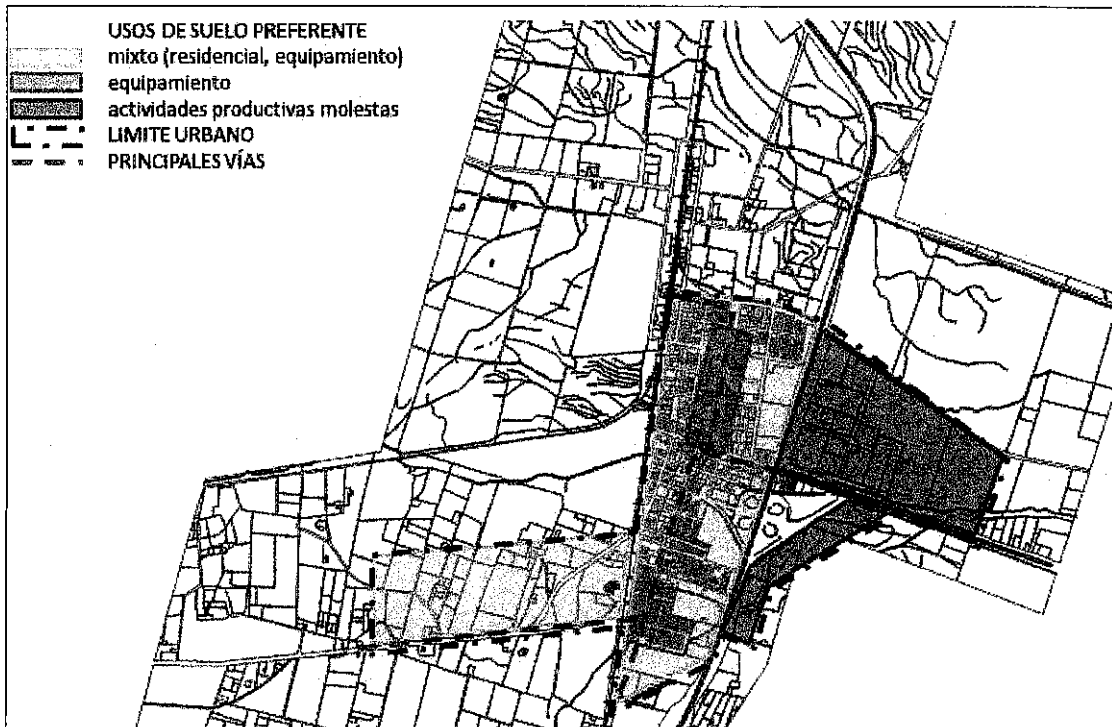 USOS DE SUELO PREFERENTE
mixto (residencial, equipamiento)
equipamiento
actividades productivas molestas
LIMITE URBANO
PRINCIPALES VÍAS